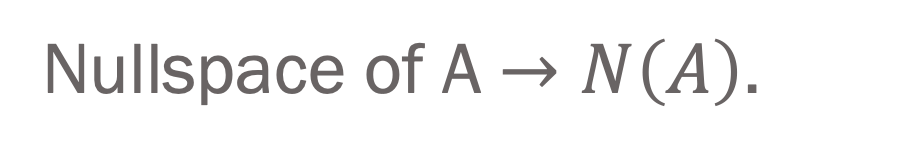 Nullspace of A → N(A).